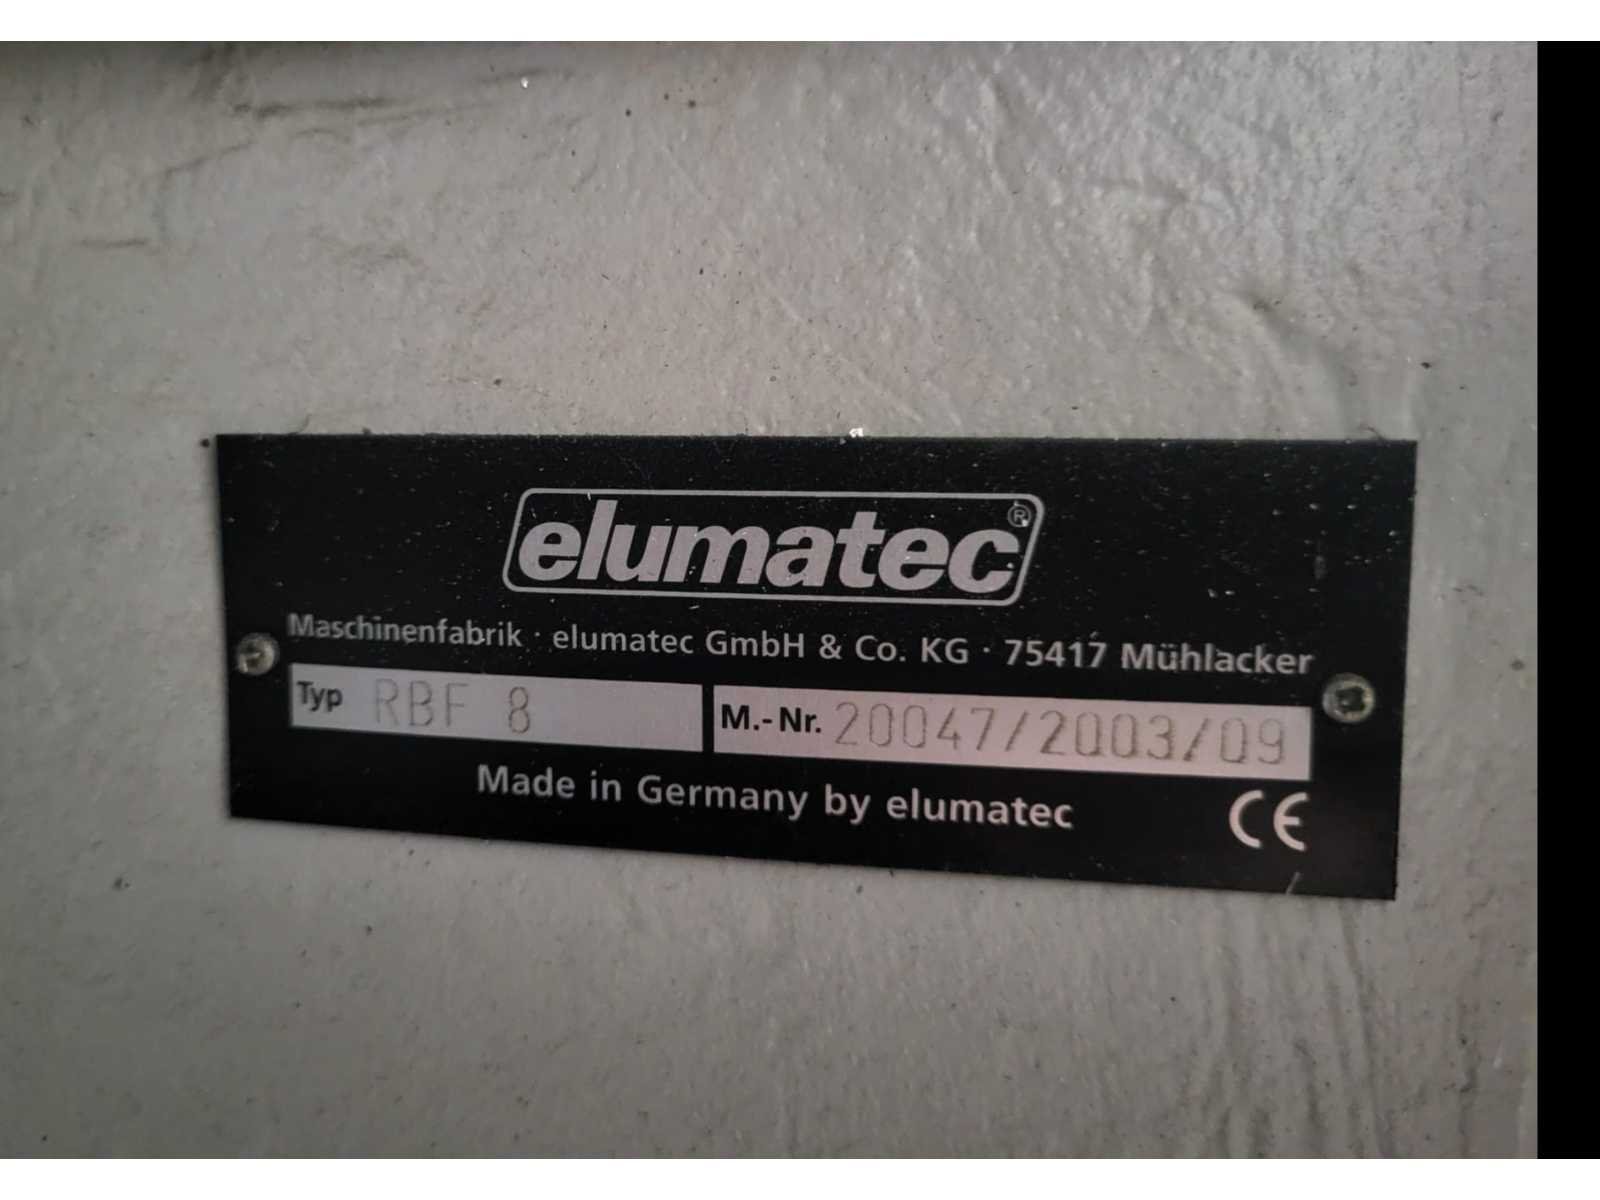 elumatec®
Maschinenfabrik · elumatec GmbH & Co. KG · 75417 Mühlacker
Typ RBF 8 M.-Nr. 20047/2003/09
Made in Germany by elumatec CE